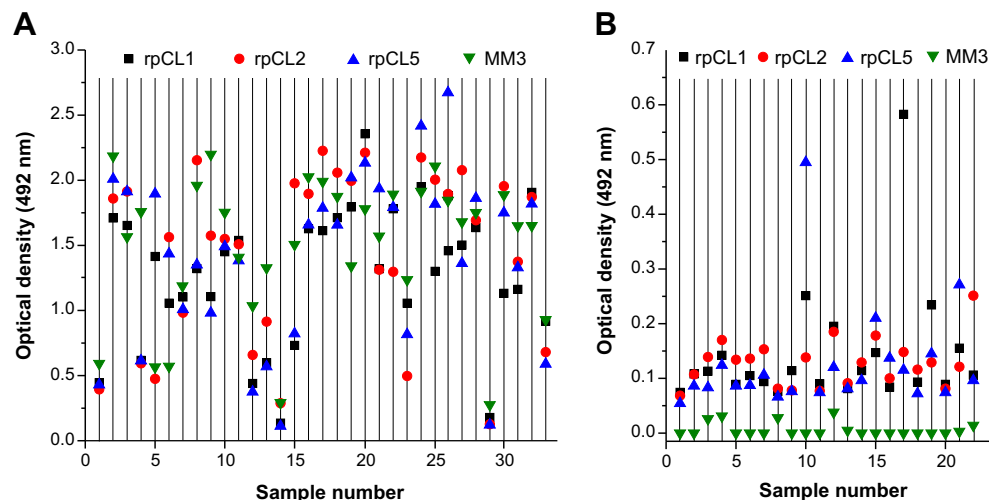 A
rpCL1 rpCL2 rpCL5 MM3
Optical density (492 nm)
3.0
2.5
2.0
1.5
1.0
0.5
0.0
0 5 10 15 20 25 30
Sample number
B
rpCL1 rpCL2 rpCL5 MM3
Optical density (492 nm)
0.7
0.6
0.5
0.4
0.3
0.2
0.1
0.0
0 5 10 15 20
Sample number